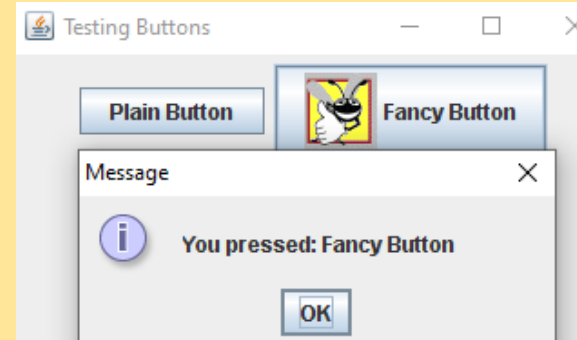 Testing Buttons
Plain Button
Fancy Button
Message
You pressed: Fancy Button
OK